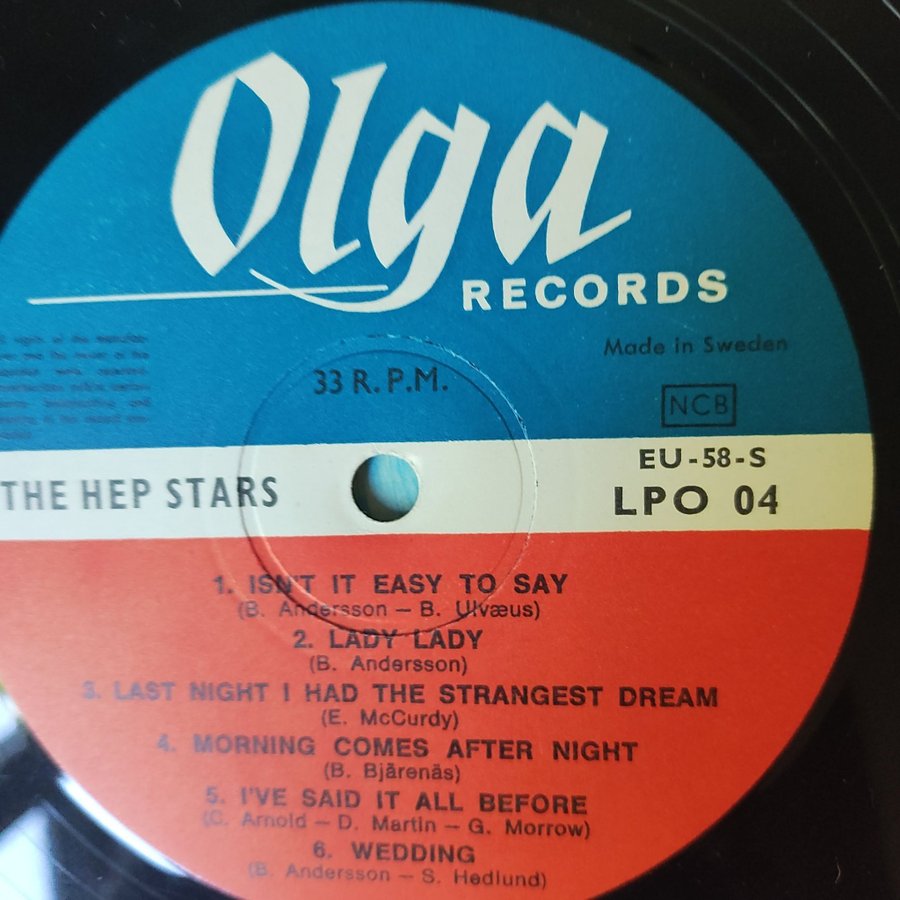 Olga
RECORDS
Made in Sweden
33 R.P.M.
NCB
EU-58-S
THE HEP STARS
LPO 04
1. ISN'T IT EASY TO SAY
(B. Andersson – B. Ulvæus)
2. LADY LADY
(B. Andersson)
3. LAST NIGHT I HAD THE STRANGEST DREAM
(E. McCurdy)
4. MORNING COMES AFTER NIGHT
(B. Bjärenäs)
5. I'VE SAID IT ALL BEFORE
(C. Arnold – D. Martin – G. Morrow)
6. WEDDING
(B. Andersson – S. Hedlund)